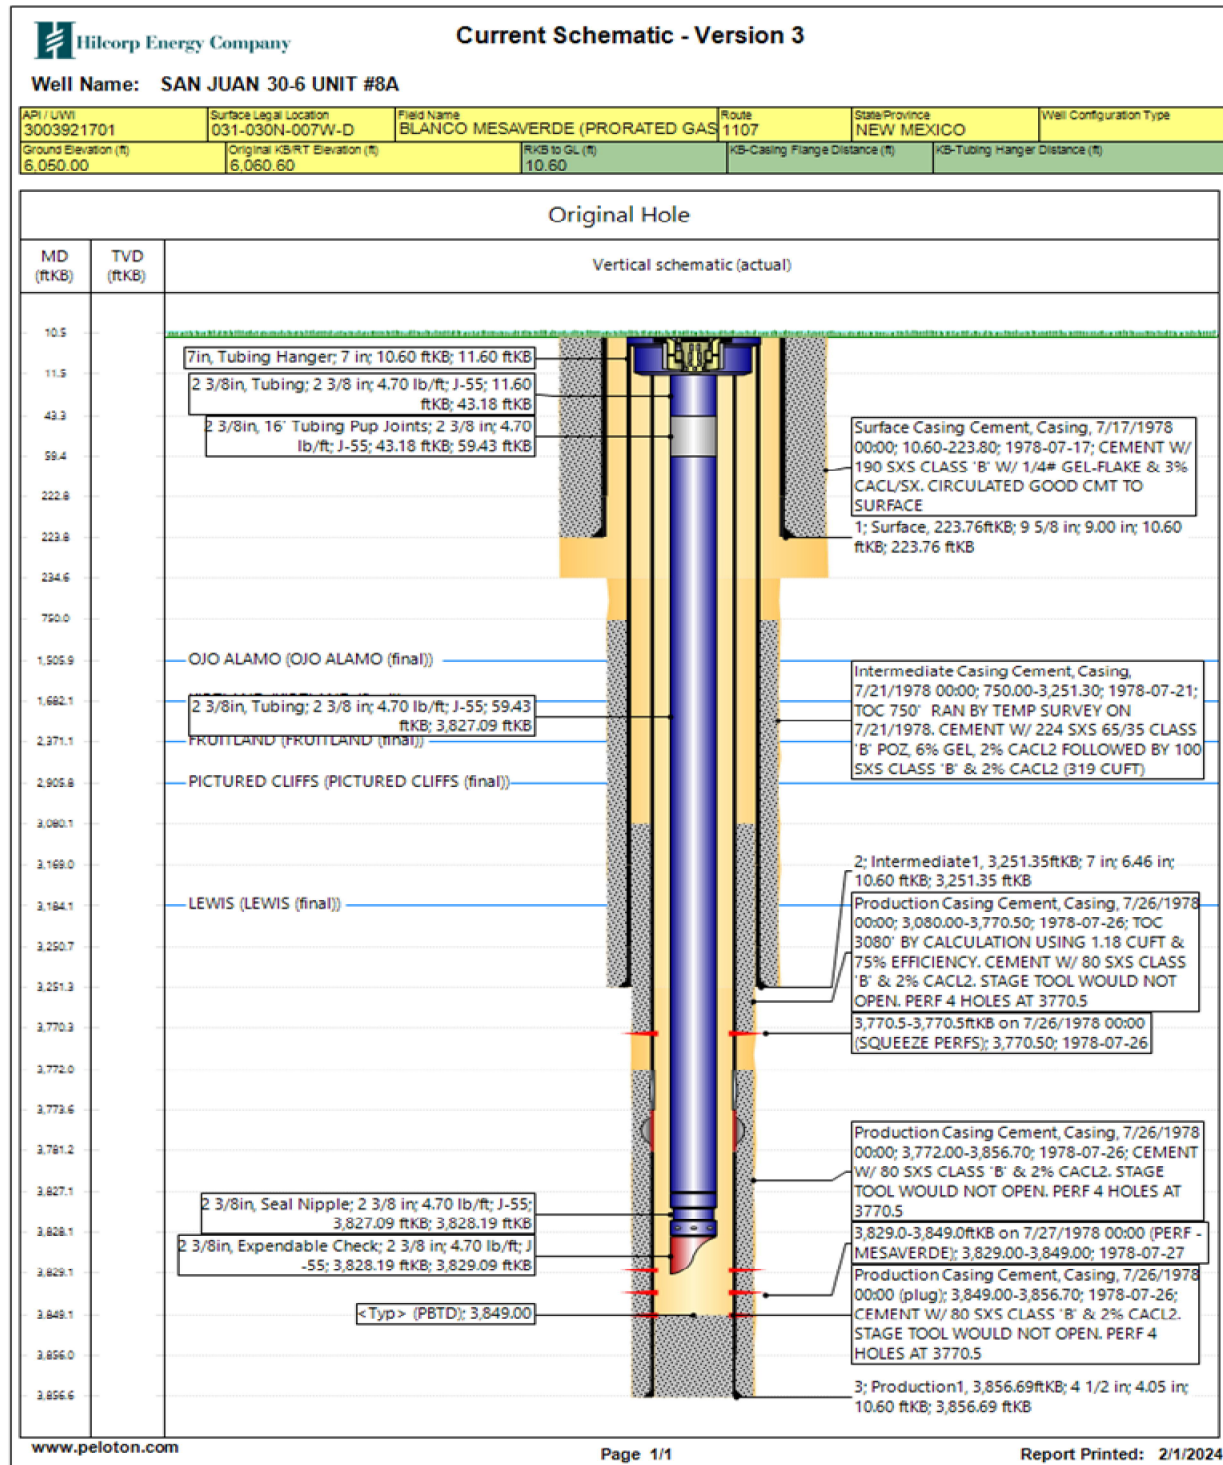 Hilcorp Energy Company
Current Schematic - Version 3
Well Name: SAN JUAN 30-6 UNIT #8A
API / UWI
3003921701
Surface Legal Location
031-030N-007W-D
Field Name
BLANCO MESAVERDE (PRORATED GAS
Route
1107
State/Province
NEW MEXICO
Well Configuration Type
Ground Elevation (ft)
6,050.00
Original KB/RT Elevation (ft)
6,060.60
RKB to GL (ft)
10.60
KB-Casing Flange Distance (ft)
KB-Tubing Hanger Distance (ft)
Original Hole
MD
(ftKB)
TVD
(ftKB)
Vertical schematic (actual)
10.5
11.5
43.3
59.4
222.8
223.8
234.6
750.0
1,505.9
1,682.1
2,371.1
2,905.8
3,080.1
3,169.0
3,184.1
3,250.7
3,251.3
3,770.3
3,772.0
3,773.6
3,781.2
3,827.1
3,828.1
3,829.1
3,849.1
3,856.0
3,856.6
7in, Tubing Hanger; 7 in; 10.60 ftKB; 11.60 ftKB
2 3/8in, Tubing; 2 3/8 in; 4.70 lb/ft; J-55; 11.60
ftKB; 43.18 ftKB
2 3/8in, 16' Tubing Pup Joints; 2 3/8 in; 4.70
lb/ft; J-55; 43.18 ftKB; 59.43 ftKB
OJO ALAMO (OJO ALAMO (final))
2 3/8in, Tubing; 2 3/8 in; 4.70 lb/ft; J-55; 59.43
ftKB; 3,827.09 ftKB
FRUITLAND (FRUITLAND (final))
PICTURED CLIFFS (PICTURED CLIFFS (final))
LEWIS (LEWIS (final))
2 3/8in, Seal Nipple; 2 3/8 in; 4.70 lb/ft; J-55;
3,827.09 ftKB; 3,828.19 ftKB
2 3/8in, Expendable Check; 2 3/8 in; 4.70 lb/ft; J
-55; 3,828.19 ftKB; 3,829.09 ftKB
<Typ> (PBTD); 3,849.00
Surface Casing Cement, Casing, 7/17/1978
00:00; 10.60-223.80; 1978-07-17; CEMENT W/
190 SXS CLASS 'B' W/ 1/4# GEL-FLAKE & 3%
CACL/SX. CIRCULATED GOOD CMT TO
SURFACE
1; Surface, 223.76ftKB; 9 5/8 in; 9.00 in; 10.60
ftKB; 223.76 ftKB
Intermediate Casing Cement, Casing,
7/21/1978 00:00; 750.00-3,251.30; 1978-07-21;
TOC 750' RAN BY TEMP SURVEY ON
7/21/1978. CEMENT W/ 224 SXS 65/35 CLASS
'B' POZ, 6% GEL, 2% CACL2 FOLLOWED BY 100
SXS CLASS 'B' & 2% CACL2 (319 CUFT)
2; Intermediate1, 3,251.35ftKB; 7 in; 6.46 in;
10.60 ftKB; 3,251.35 ftKB
Production Casing Cement, Casing, 7/26/1978
00:00; 3,080.00-3,770.50; 1978-07-26; TOC
3080' BY CALCULATION USING 1.18 CUFT &
75% EFFICIENCY. CEMENT W/ 80 SXS CLASS
'B' & 2% CACL2. STAGE TOOL WOULD NOT
OPEN. PERF 4 HOLES AT 3770.5
3,770.5-3,770.5ftKB on 7/26/1978 00:00
(SQUEEZE PERFS); 3,770.50; 1978-07-26
Production Casing Cement, Casing, 7/26/1978
00:00; 3,772.00-3,856.70; 1978-07-26; CEMENT
W/ 80 SXS CLASS 'B' & 2% CACL2. STAGE
TOOL WOULD NOT OPEN. PERF 4 HOLES AT
3770.5
3,829.0-3,849.0ftKB on 7/27/1978 00:00 (PERF -
MESAVERDE); 3,829.00-3,849.00; 1978-07-27
Production Casing Cement, Casing, 7/26/1978
00:00 (plug); 3,849.00-3,856.70; 1978-07-26;
CEMENT W/ 80 SXS CLASS 'B' & 2% CACL2.
STAGE TOOL WOULD NOT OPEN. PERF 4
HOLES AT 3770.5
3; Production1, 3,856.69ftKB; 4 1/2 in; 4.05 in;
10.60 ftKB; 3,856.69 ftKB
www.peloton.com
Page 1/1
Report Printed: 2/1/2024